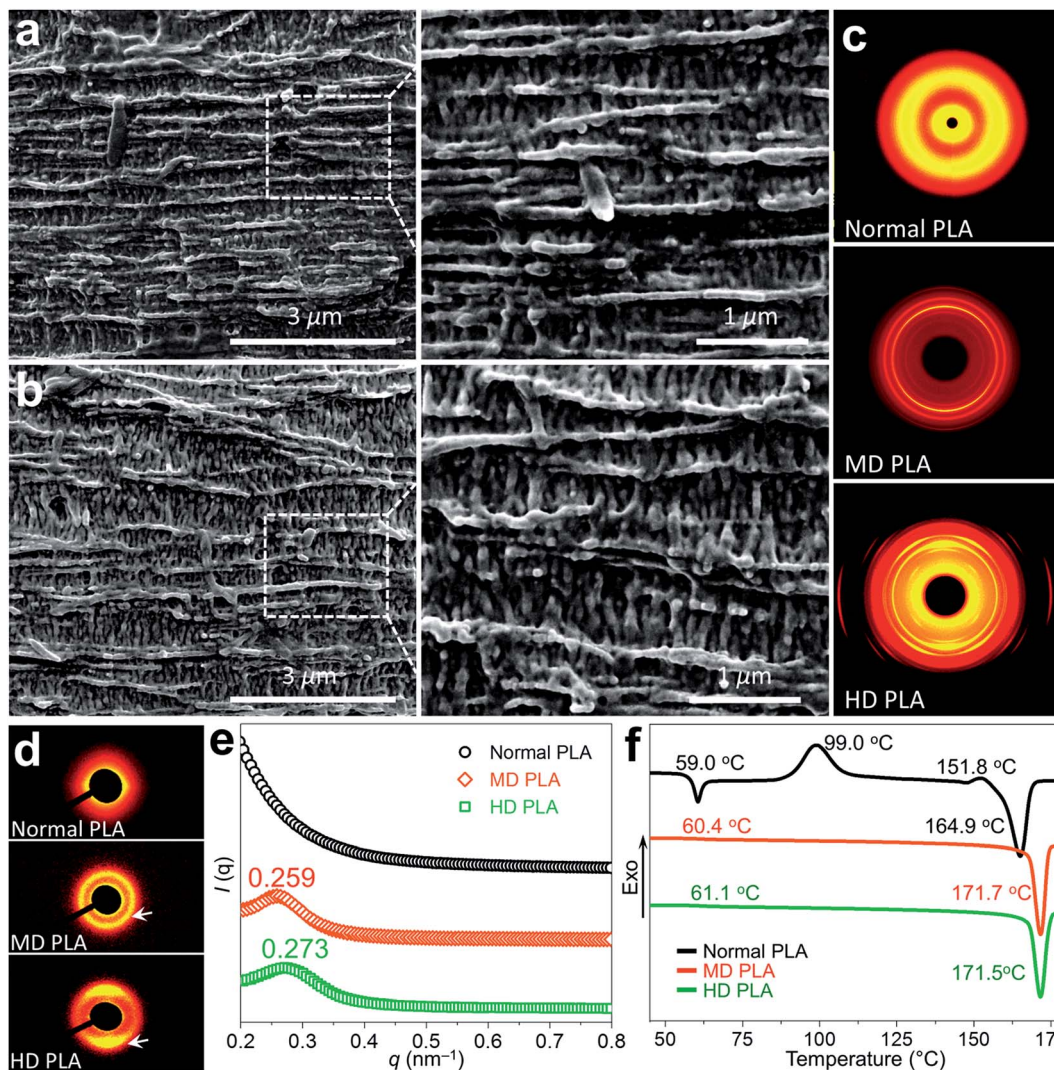 a
3 μm
1 μm
b
3 μm
1 μm
c
Normal PLA
MD PLA
HD PLA
d
Normal PLA
MD PLA
HD PLA
e
Normal PLA
MD PLA
HD PLA
0.259
0.273
I (q)
0.2 0.3 0.4 0.5 0.6 0.7 0.8
q (nm⁻¹)
f
59.0 °C
99.0 °C
151.8 °C
164.9 °C
60.4 °C
171.7 °C
61.1 °C
171.5°C
Exo
Normal PLA
MD PLA
HD PLA
50 75 100 125 150
Temperature (°C)